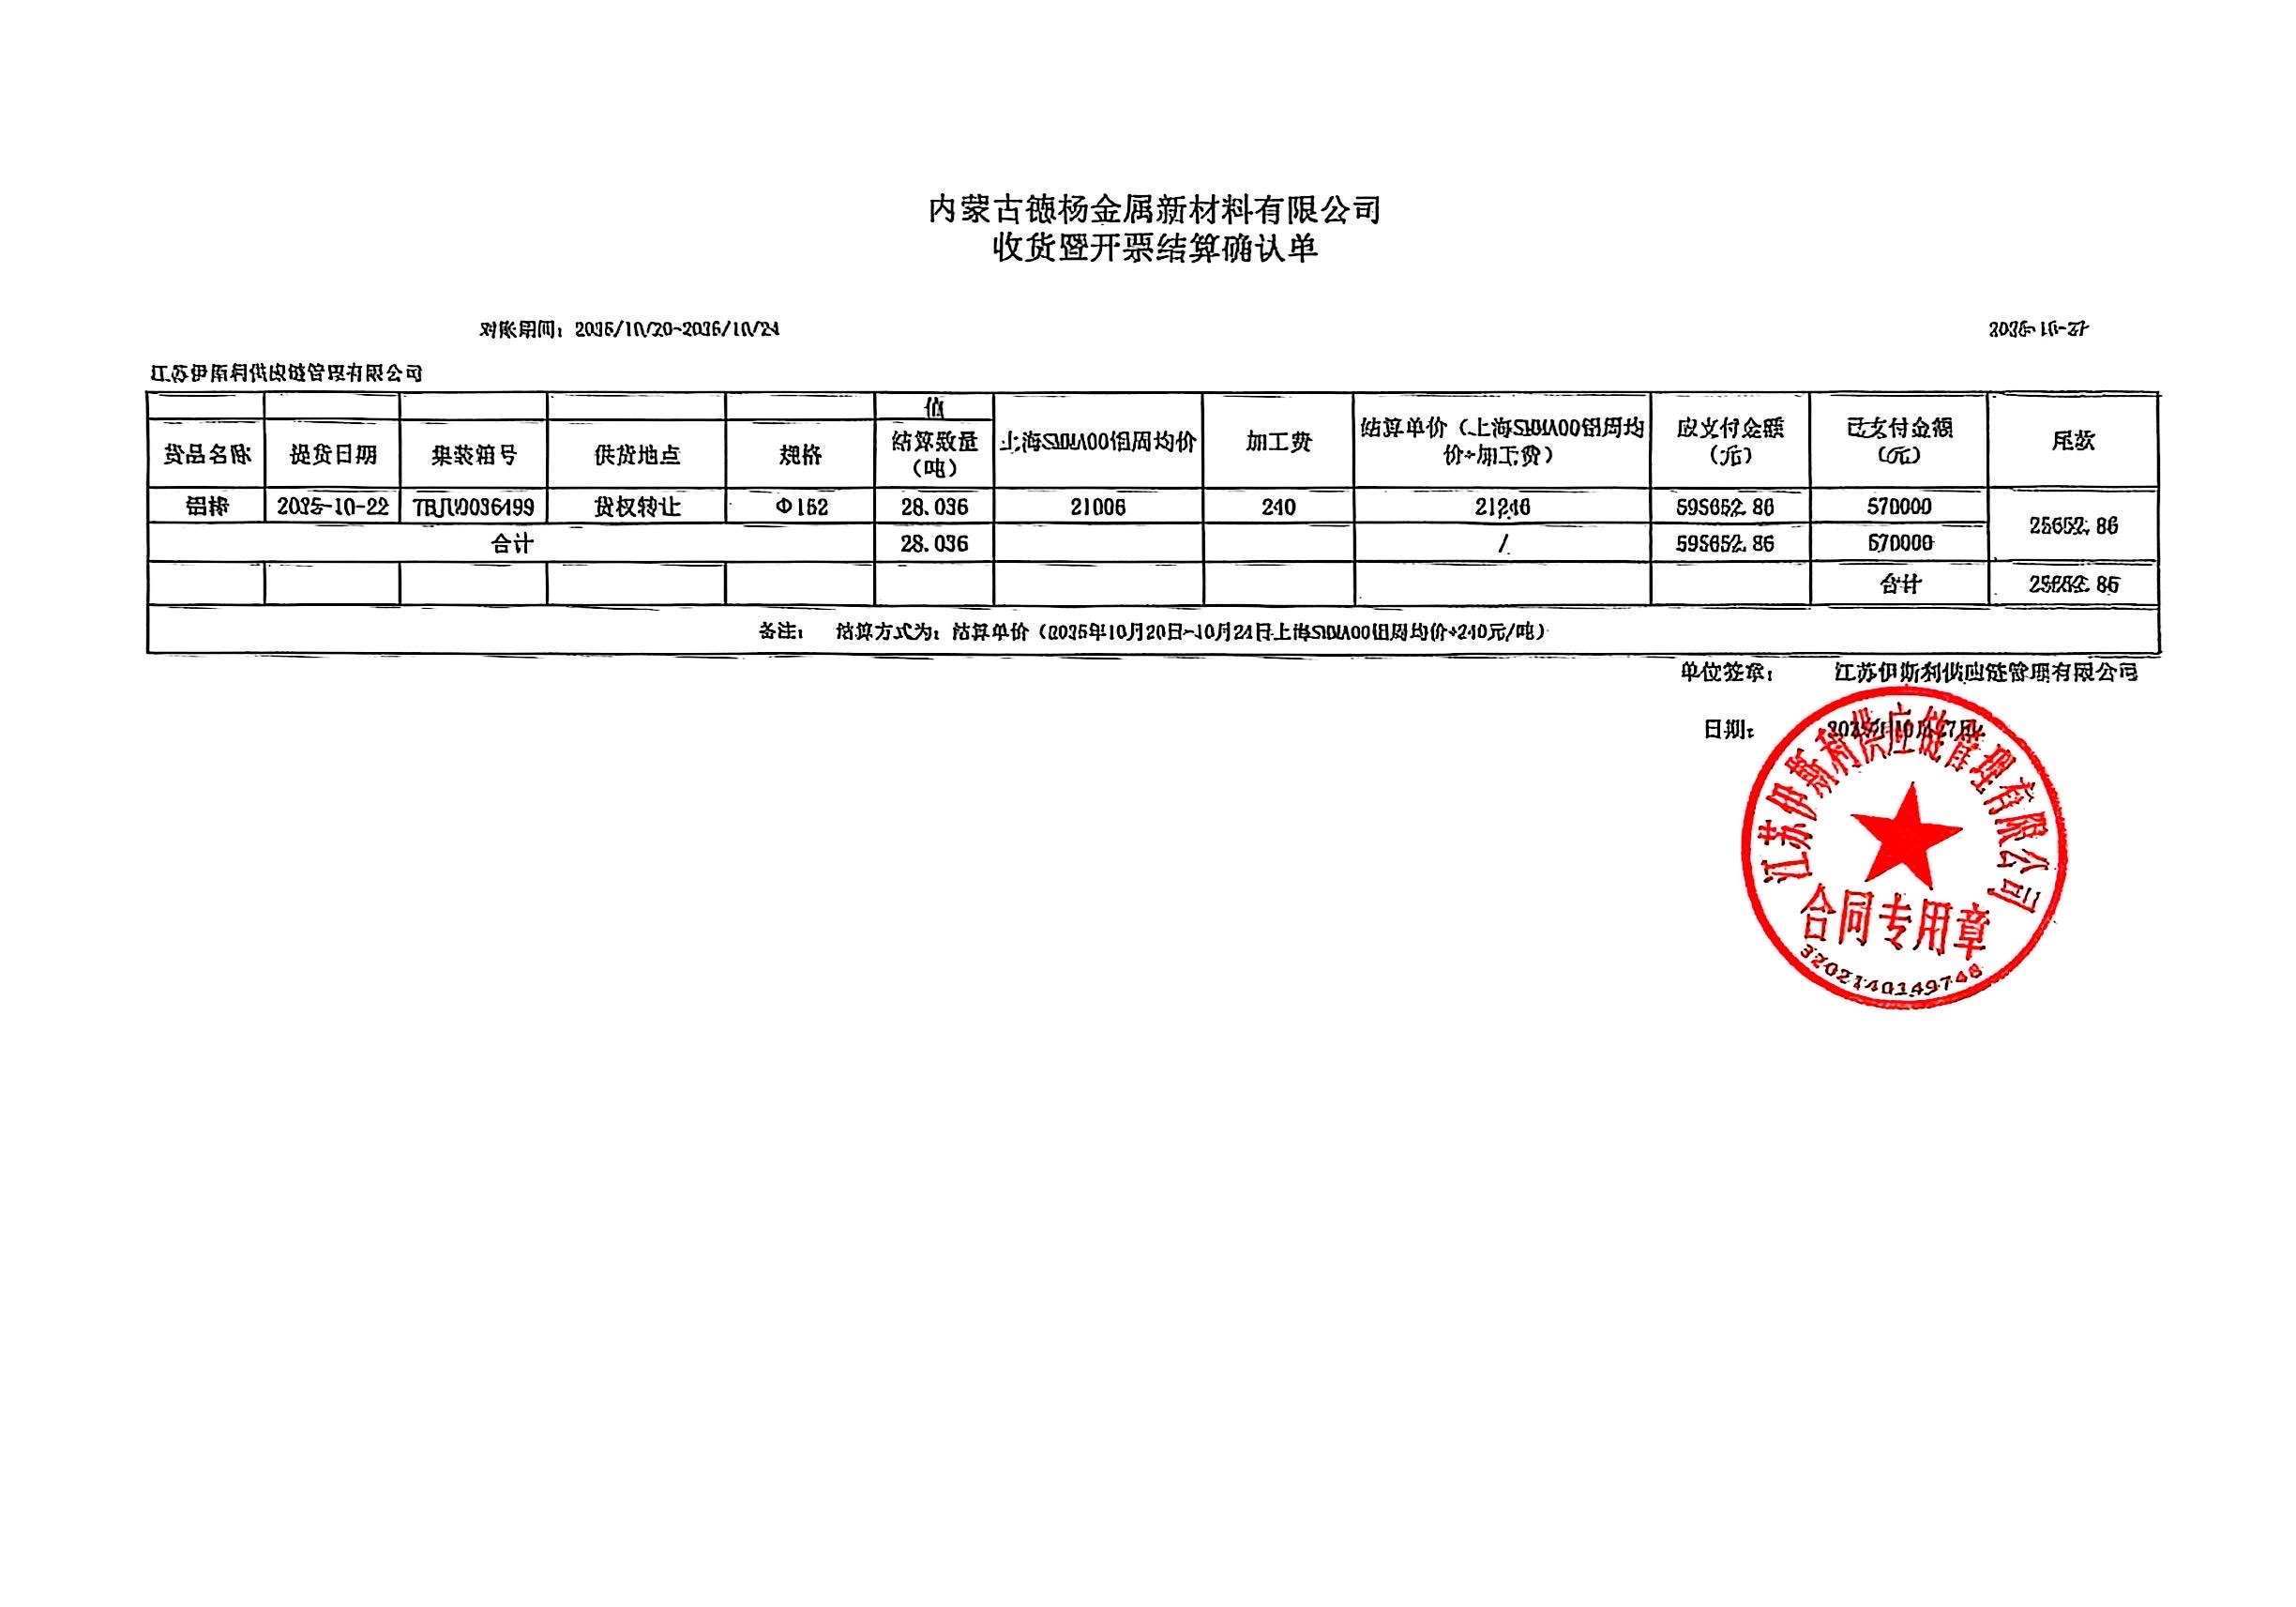 内蒙古德杨金属新材料有限公司
收货暨开票结算确认单
对账期间：2025/10/20-2025/10/24 2025-10-27
江苏伊斯利供应链管理有限公司
值
货品名称 提货日期 集装箱号 供货地点 规格 结算数量（吨） 上海SMMA00铝周均价 加工费 结算单价（上海SMMA00铝周均价+加工费） 应支付金额（元） 已支付金额（元） 尾款
铝棒 2025-10-22 货权转让 Φ152 28.036 21006 240 21246 595652.86 570000 25652.86
合计 28.036 / 595652.86 570000
合计 25652.86
备注： 结算方式为：结算单价（2025年10月20日-10月24日上海SMMA00铝周均价+240元/吨）
单位签章： 江苏伊斯利供应链管理有限公司
日期： 2025年10月27日
江苏伊斯利供应链管理有限公司
合同专用章
3202140149748